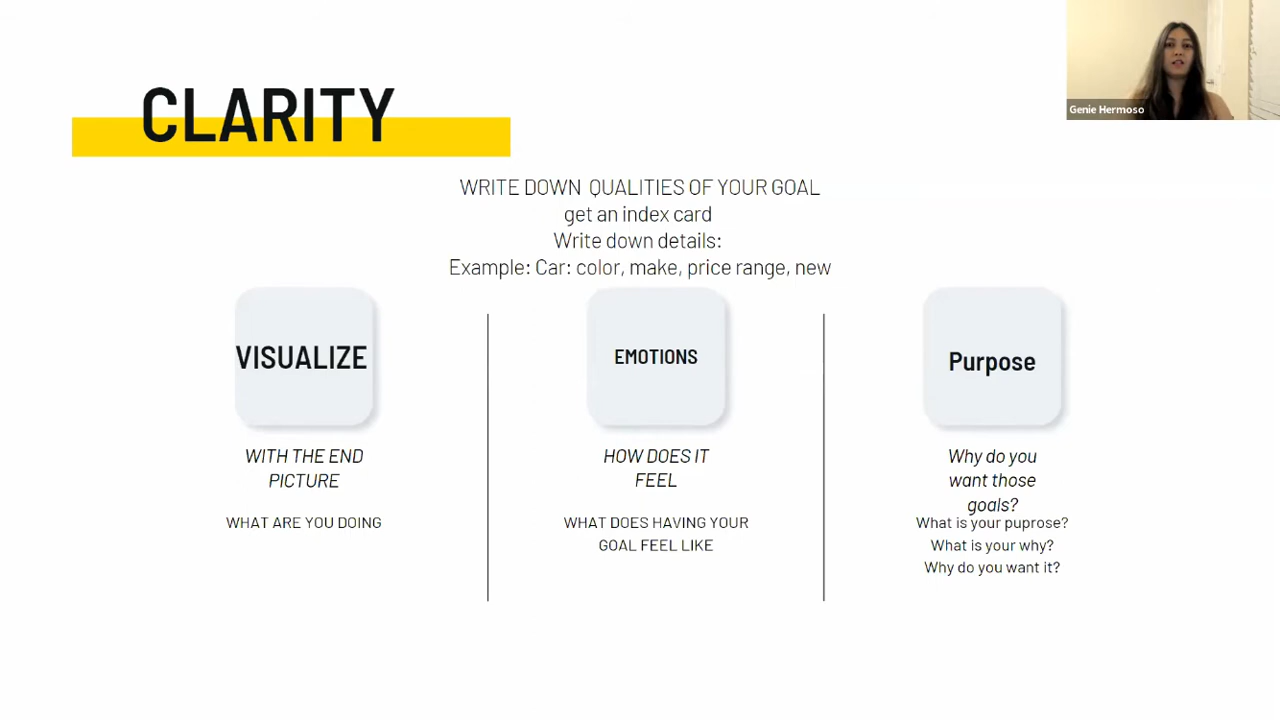 CLARITY
Genie Hermoso
WRITE DOWN QUALITIES OF YOUR GOAL
get an index card
Write down details:
Example: Car: color, make, price range, new
VISUALIZE
WITH THE END
PICTURE
WHAT ARE YOU DOING
EMOTIONS
HOW DOES IT
FEEL
WHAT DOES HAVING YOUR
GOAL FEEL LIKE
Purpose
Why do you
want those
goals?
What is your puprose?
What is your why?
Why do you want it?